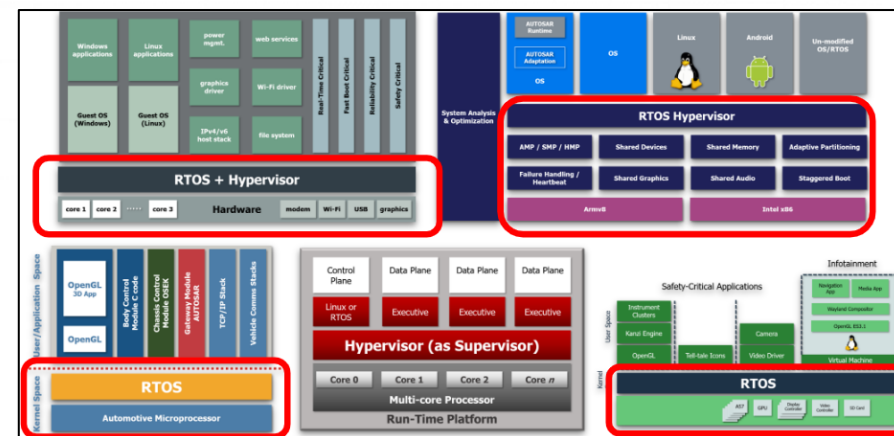 Windows
applications
Linux
applications
power
mgmt.
web services
graphics
driver
Wi-Fi driver
Guest OS
(Windows)
Guest OS
(Linux)
IPv4/v6
host stack
file system
Real-Time Critical
Fast Boot Critical
Reliability Critical
Safety Critical
RTOS + Hypervisor
core 1
core 2
.....
core 3
Hardware
modem
Wi-Fi
USB
graphics
System Analysis
& Optimization
AUTOSAR
Runtime
AUTOSAR
Adaptation
OS
OS
Linux
Android
Un-modified
OS/RTOS
RTOS Hypervisor
AMP / SMP / HMP
Shared Devices
Shared Memory
Adaptive Partitioning
Failure Handling /
Heartbeat
Shared Graphics
Shared Audio
Staggered Boot
Armv8
Intel x86
User/Application Space
OpenGL
3D App
OpenGL
Body Control
Module C code
Chassis Control
Module OSEK
Gateway Module
AUTOSAR
TCP/IP Stack
Vehicle Comms Stacks
Kernel Space
RTOS
Automotive Microprocessor
Control
Plane
Data Plane
Data Plane
Data Plane
Linux or
RTOS
Executive
Executive
Executive
Hypervisor (as Supervisor)
Core 0
Core 1
Core 2
Core n
Multi-core Processor
Run-Time Platform
Infotainment
Safety-Critical Applications
Navigation
App
Media App
User Space
Instrument
Clusters
Wayland Compositor
Kanzi Engine
Camera
OpenGL ES3.1
OpenGL
Tell-tale Icons
Video Driver
Virtual Machine
Kernel
RTOS
GPU
Display
Controller
Video
Controller
SD Card